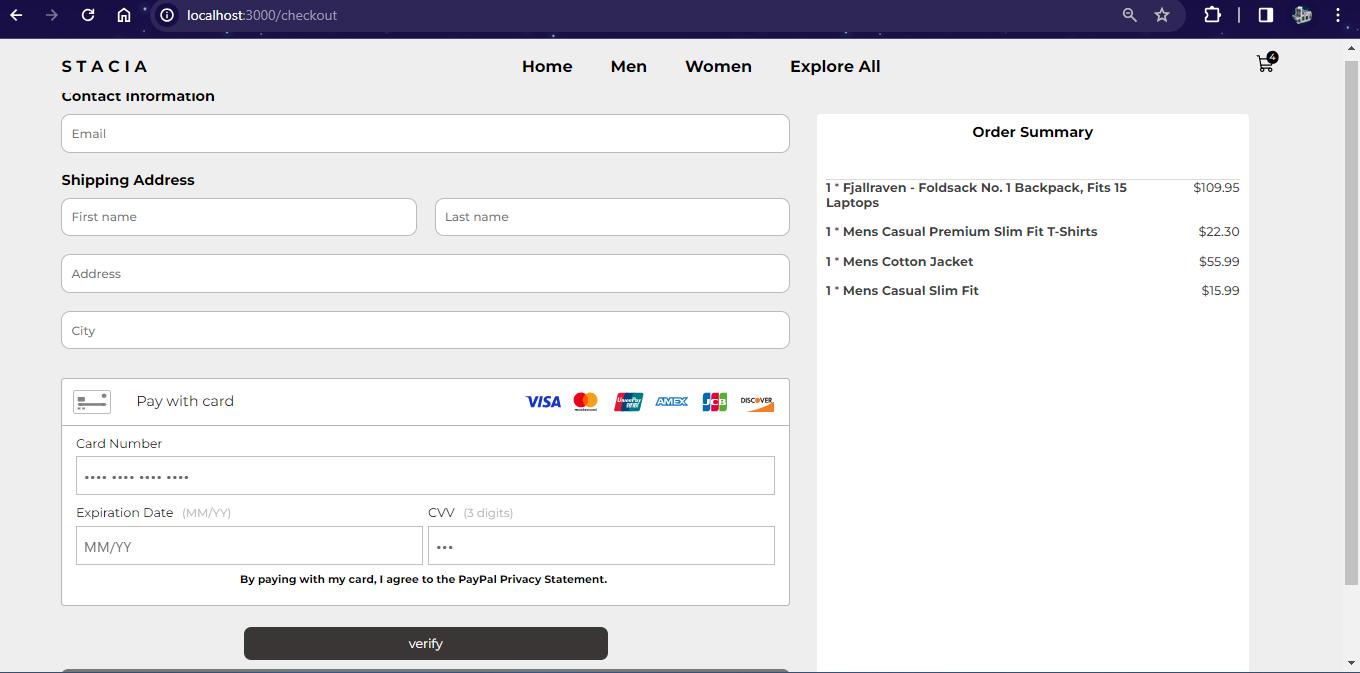 localhost:3000/checkout
STACIA
Home Men Women Explore All
4
Contact Information
Email
Shipping Address
First name Last name
Address
City
Pay with card
VISA mastercard UnionPay AMEX JCB DISCOVER
Card Number
•••• •••• •••• ••••
Expiration Date (MM/YY) CVV (3 digits)
MM/YY •••
By paying with my card, I agree to the PayPal Privacy Statement.
verify
Order Summary
1 * Fjallraven - Foldsack No. 1 Backpack, Fits 15 $109.95
Laptops
1 * Mens Casual Premium Slim Fit T-Shirts $22.30
1 * Mens Cotton Jacket $55.99
1 * Mens Casual Slim Fit $15.99